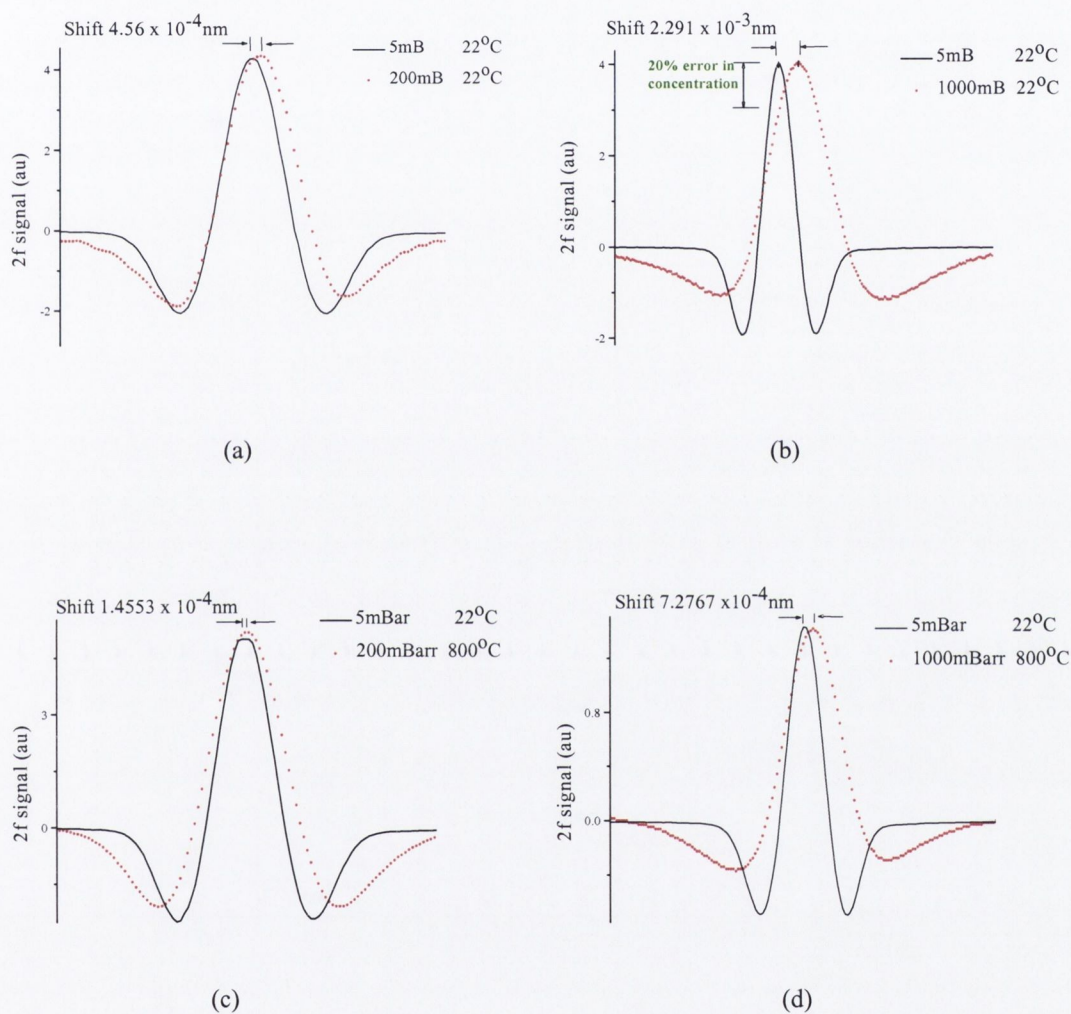 Shift 4.56 x 10-4nm
5mB 22oC
200mB 22oC
4
2
0
-2
2f signal (au)
(a)
Shift 2.291 x 10-3nm
5mB 22oC
1000mB 22oC
20% error in
concentration
4
2
0
-2
2f signal (au)
(b)
Shift 1.4553 x 10-4nm
5mBar 22oC
200mBarr 800oC
3
0
2f signal (au)
(c)
Shift 7.2767 x10-4nm
5mBar 22oC
1000mBarr 800oC
0.8
0.0
2f signal (au)
(d)